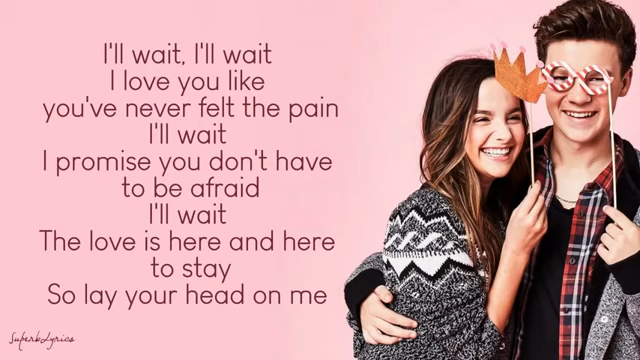 I'll wait, I'll wait
I love you like
you've never felt the pain
I'll wait
I promise you don't have
to be afraid
I'll wait
The love is here and here
to stay
So lay your head on me
SuperbLyrics